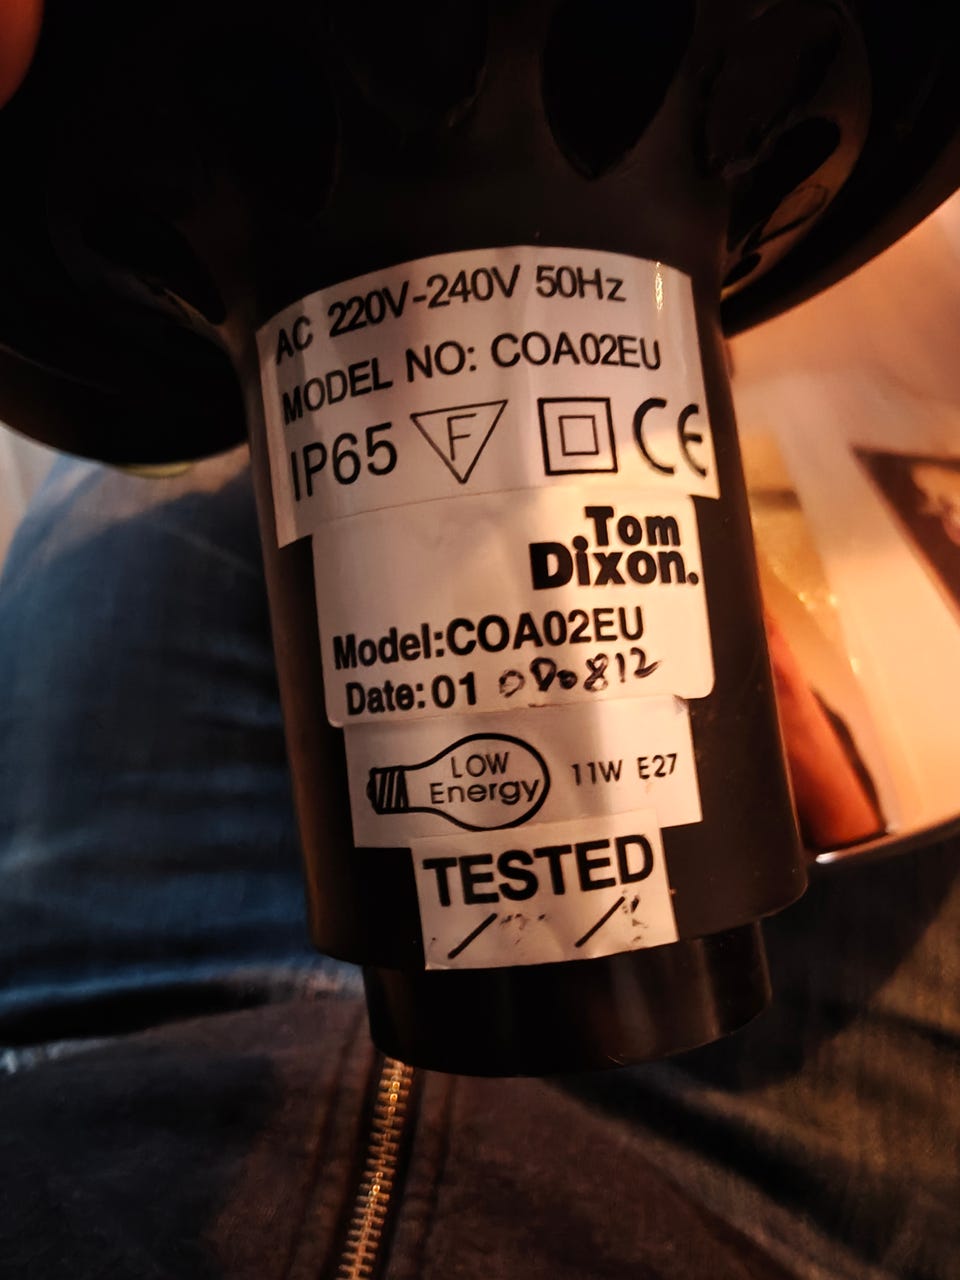 AC 220V-240V 50Hz
MODEL NO: COA02EU
IP65 F CE
Tom
Dixon.
Model:COA02EU
Date: 01
LOW
Energy
11W E27
TESTED